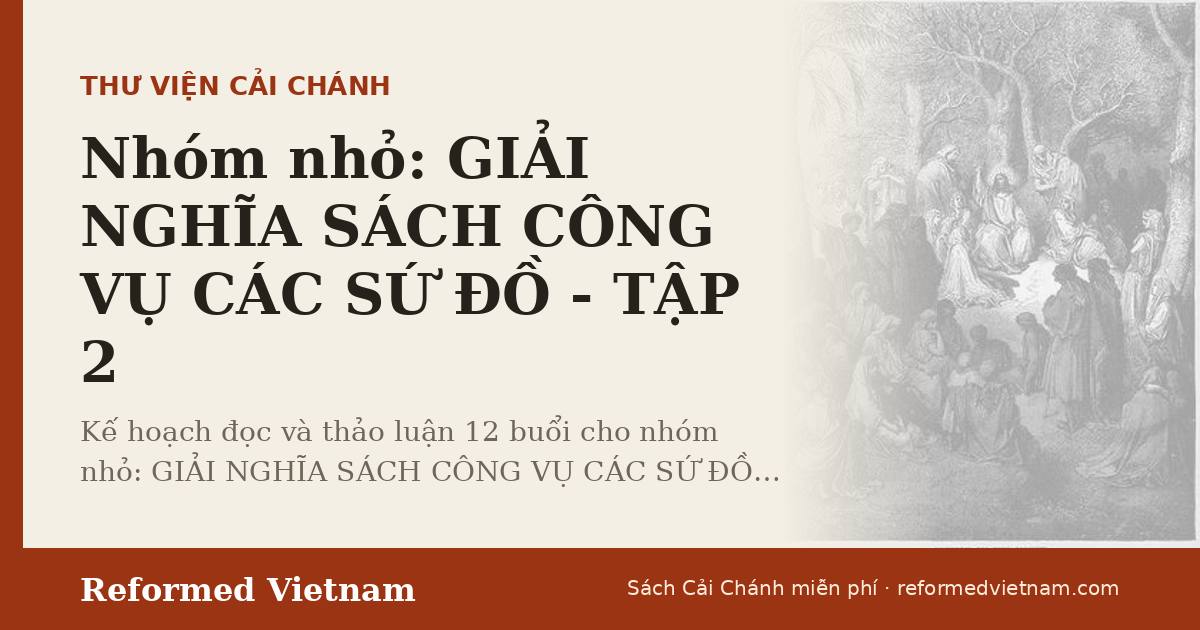 THƯ VIỆN CẢI CHÁNH
Nhóm nhỏ: GIẢI
NGHĨA SÁCH CÔNG
VỤ CÁC SỨ ĐỒ - TẬP
2
Kế hoạch đọc và thảo luận 12 buổi cho nhóm
nhỏ: GIẢI NGHĨA SÁCH CÔNG VỤ CÁC SỨ ĐỒ...
Reformed Vietnam
Sách Cải Chánh miễn phí · reformedvietnam.com